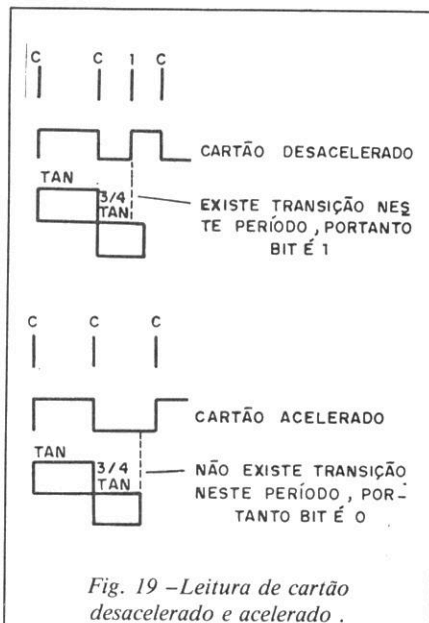 C C 1 C
CARTÃO DESACELERADO
TAN
3/4
TAN
EXISTE TRANSIÇÃO NES
TE PERÍODO, PORTANTO
BIT É 1
C C C
CARTÃO ACELERADO
TAN
3/4
TAN
NÃO EXISTE TRANSIÇÃO
NESTE PERÍODO, POR-
TANTO BIT É 0
Fig. 19 – Leitura de cartão
desacelerado e acelerado .